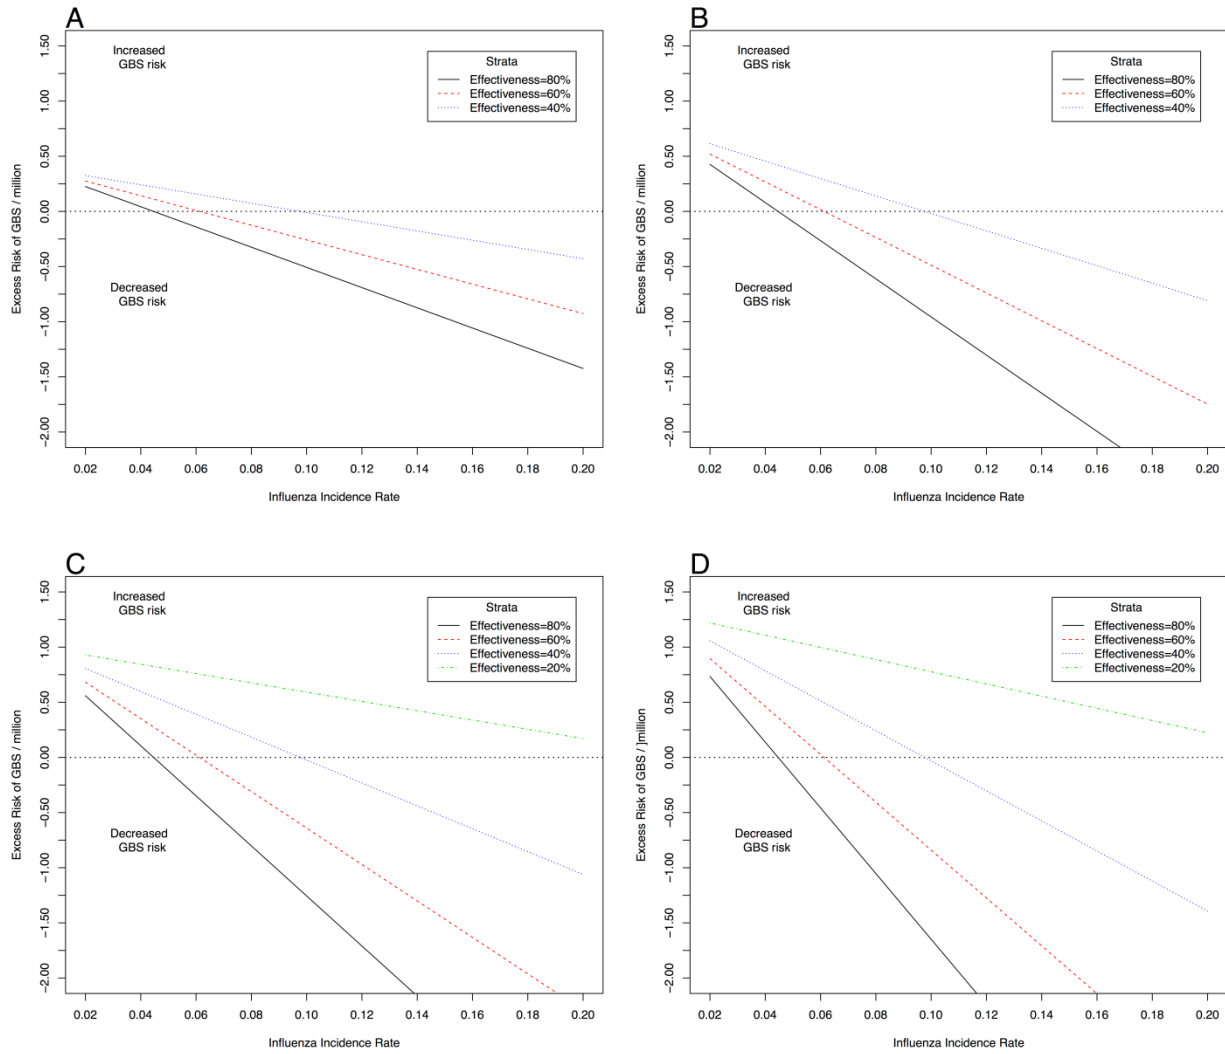 A
Increased
GBS risk
Strata
Effectiveness=80%
Effectiveness=60%
Effectiveness=40%
Decreased
GBS risk
Excess Risk of GBS / million
1.50
1.00
0.50
0.00
−0.50
−1.00
−1.50
−2.00
0.02 0.04 0.06 0.08 0.10 0.12 0.14 0.16 0.18 0.20
Influenza Incidence Rate
B
Increased
GBS risk
Strata
Effectiveness=80%
Effectiveness=60%
Effectiveness=40%
Decreased
GBS risk
Excess Risk of GBS / million
1.50
1.00
0.50
0.00
−0.50
−1.00
−1.50
−2.00
0.02 0.04 0.06 0.08 0.10 0.12 0.14 0.16 0.18 0.20
Influenza Incidence Rate
C
Increased
GBS risk
Strata
Effectiveness=80%
Effectiveness=60%
Effectiveness=40%
Effectiveness=20%
Decreased
GBS risk
Excess Risk of GBS / million
1.50
1.00
0.50
0.00
−0.50
−1.00
−1.50
−2.00
0.02 0.04 0.06 0.08 0.10 0.12 0.14 0.16 0.18 0.20
Influenza Incidence Rate
D
Increased
GBS risk
Strata
Effectiveness=80%
Effectiveness=60%
Effectiveness=40%
Effectiveness=20%
Decreased
GBS risk
Excess Risk of GBS / ]million
1.50
1.00
0.50
0.00
−0.50
−1.00
−1.50
−2.00
0.02 0.04 0.06 0.08 0.10 0.12 0.14 0.16 0.18 0.20
Influenza Incidence Rate